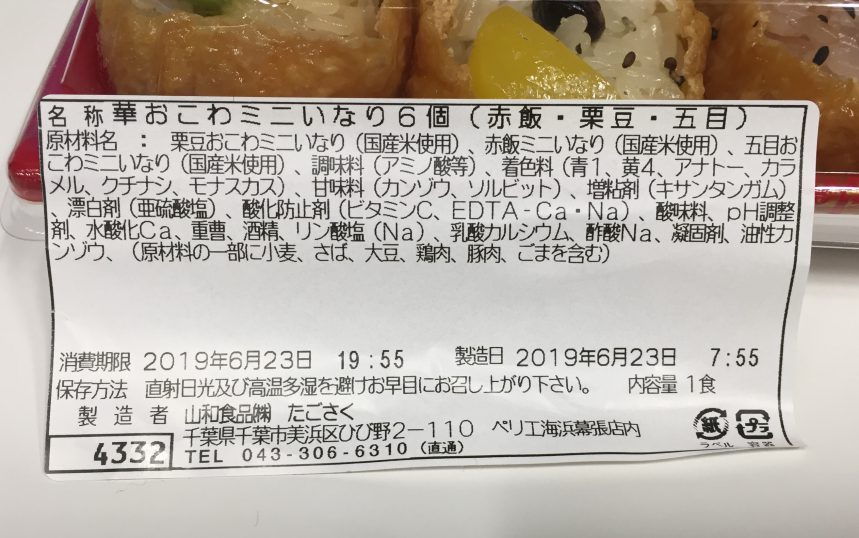 名 称 華おこわミニいなり6個（赤飯・栗豆・五目）
原材料名 ： 栗豆おこわミニいなり（国産米使用）、赤飯ミニいなり（国産米使用）、五目お
こわミニいなり（国産米使用）、調味料（アミノ酸等）、着色料（青1、黄4、アナトー、カラ
メル、クチナシ、モナスカス）、甘味料（カンゾウ、ソルビット）、増粘剤（キサンタンガム）
、漂白剤（亜硫酸塩）、酸化防止剤（ビタミンC、EDTA-Ca・Na）、酸味料、pH調整
剤、水酸化Ca、重曹、酒精、リン酸塩（Na）、乳酸カルシウム、酢酸Na、凝固剤、油性カ
ンゾウ、（原材料の一部に小麦、さば、大豆、鶏肉、豚肉、ごまを含む）
消費期限 2019年6月23日 19:55 製造日 2019年6月23日 7:55
保存方法 直射日光及び高温多湿を避けお早目にお召し上がり下さい。 内容量 1食
製 造 者 山和食品㈱ たごさく
千葉県千葉市美浜区ひび野2－110 ペリエ海浜幕張店内
4332 TEL 043-306-6310（直通）
紙 プラ
ラベル 容器